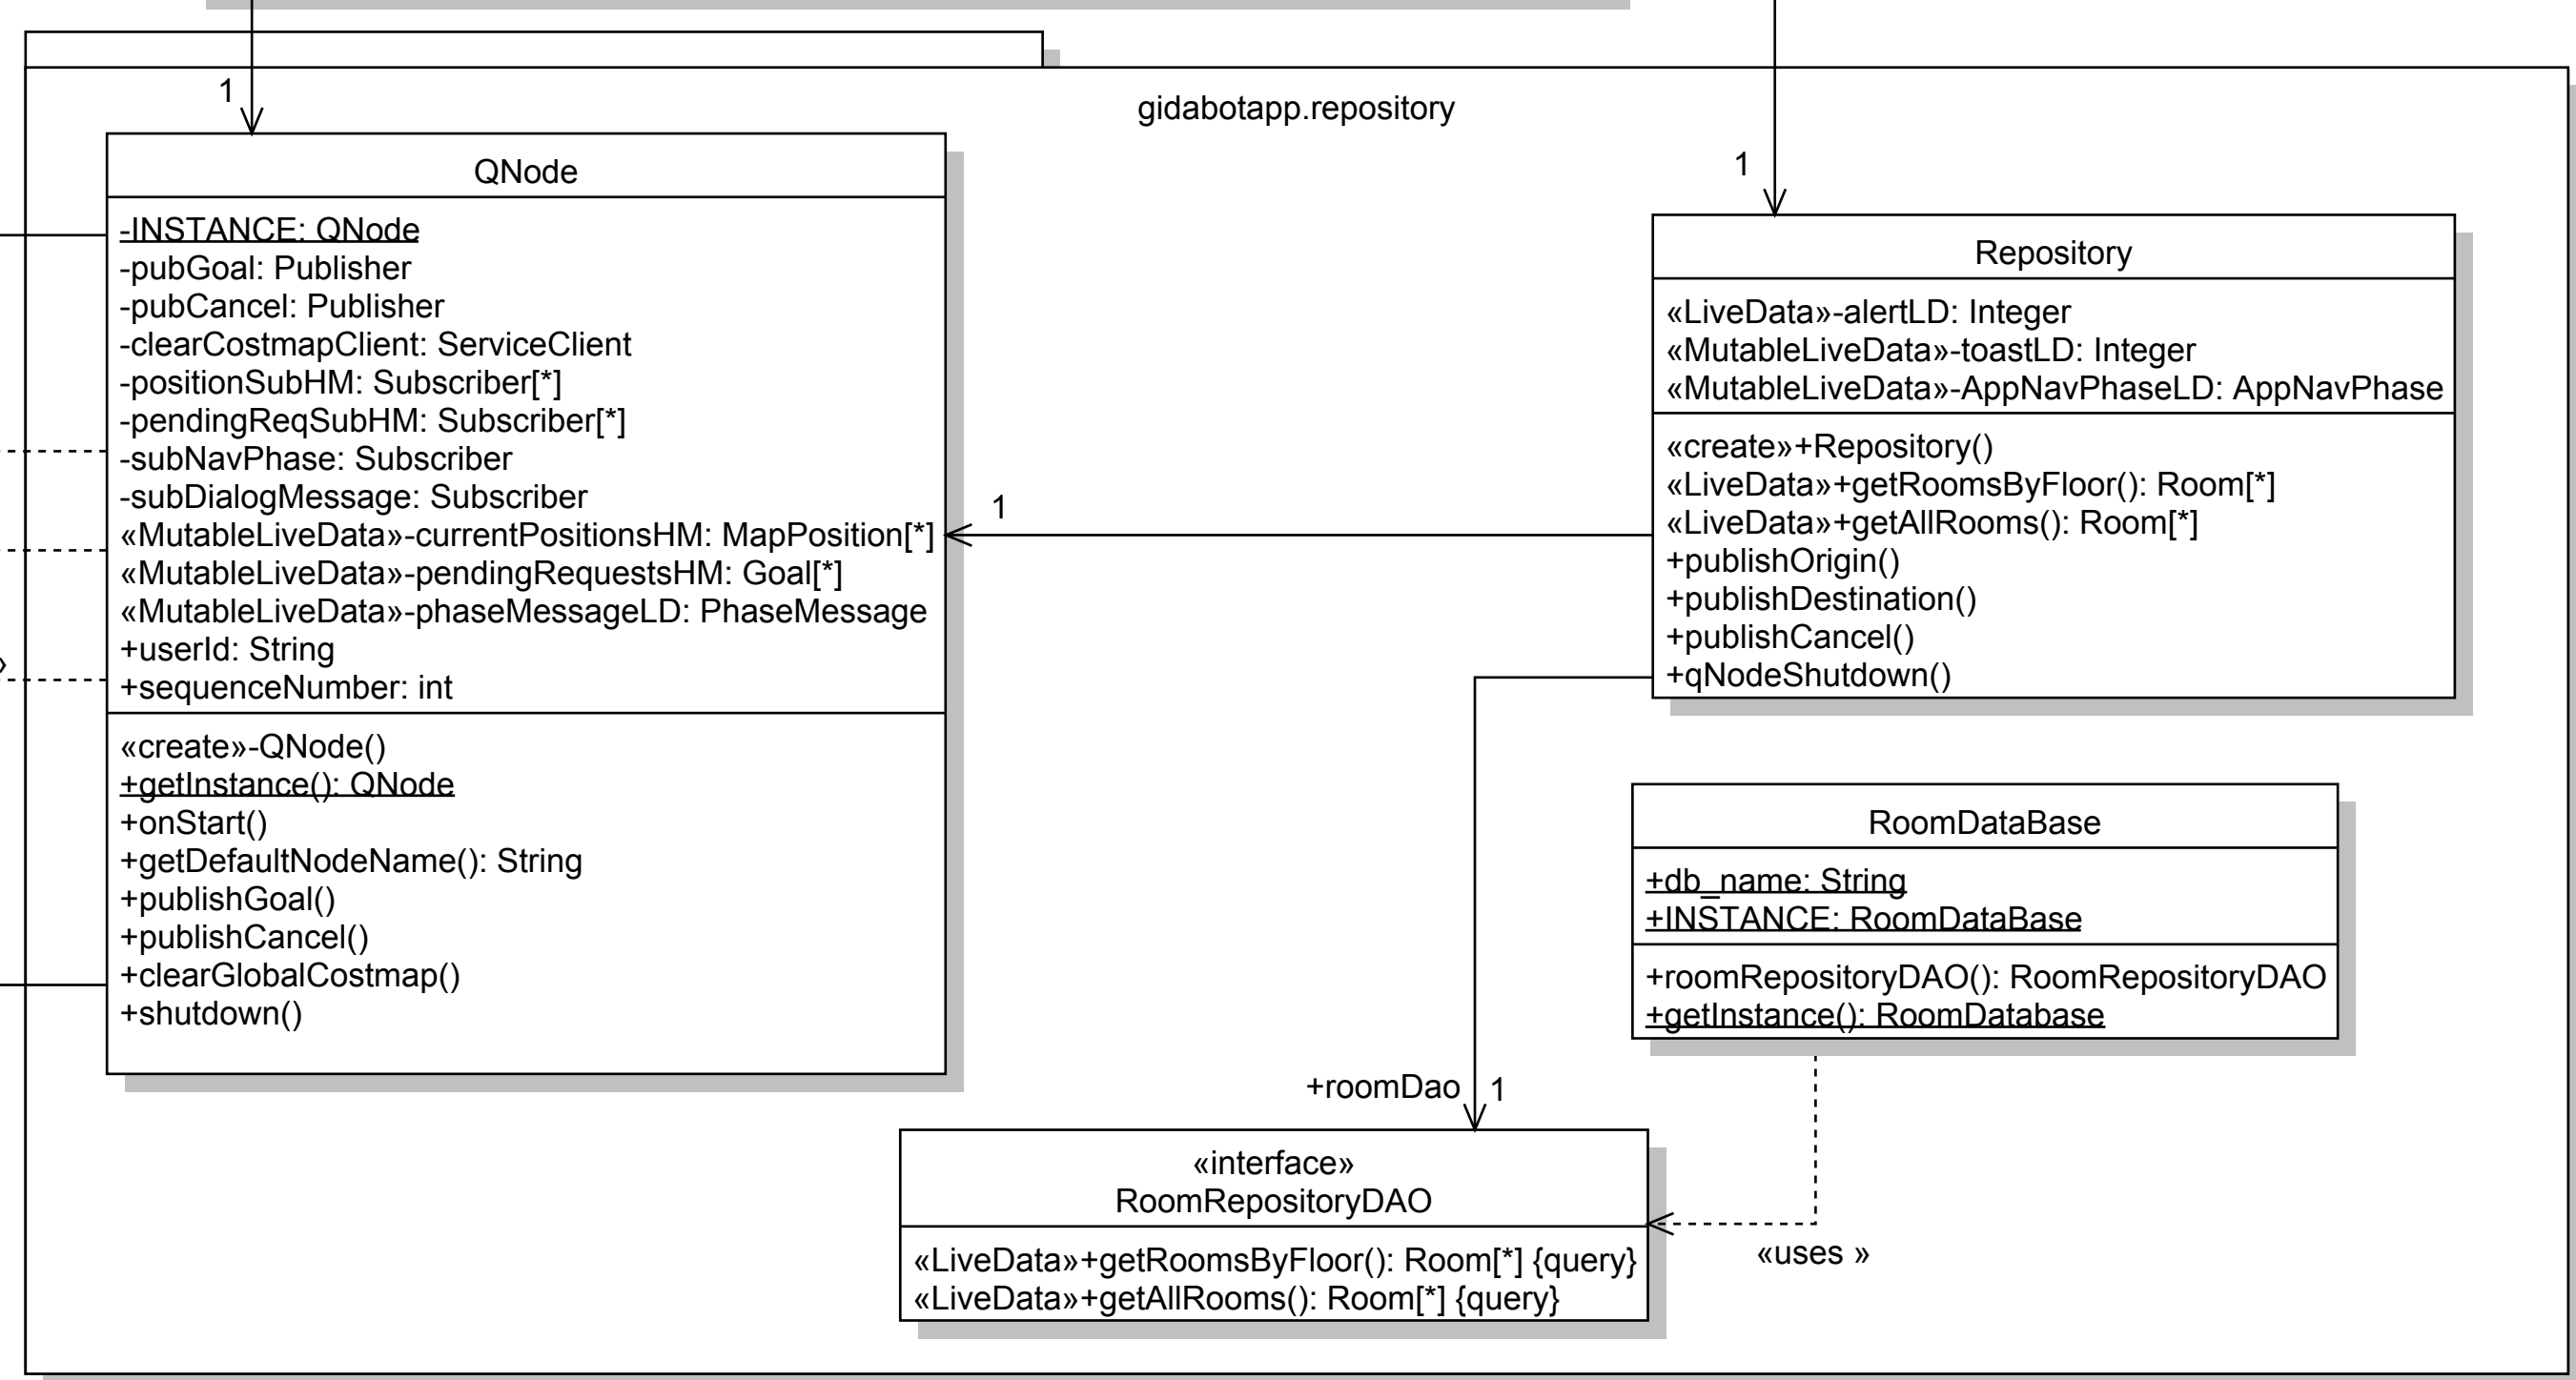 gidabotapp.repository
1
QNode
-INSTANCE: QNode
-pubGoal: Publisher
-pubCancel: Publisher
-clearCostmapClient: ServiceClient
-positionSubHM: Subscriber[*]
-pendingReqSubHM: Subscriber[*]
-subNavPhase: Subscriber
-subDialogMessage: Subscriber
«MutableLiveData»-currentPositionsHM: MapPosition[*]
«MutableLiveData»-pendingRequestsHM: Goal[*]
«MutableLiveData»-phaseMessageLD: PhaseMessage
+userId: String
+sequenceNumber: int
«create»-QNode()
+getInstance(): QNode
+onStart()
+getDefaultNodeName(): String
+publishGoal()
+publishCancel()
+clearGlobalCostmap()
+shutdown()
»
1
1
Repository
«LiveData»-alertLD: Integer
«MutableLiveData»-toastLD: Integer
«MutableLiveData»-AppNavPhaseLD: AppNavPhase
«create»+Repository()
«LiveData»+getRoomsByFloor(): Room[*]
«LiveData»+getAllRooms(): Room[*]
+publishOrigin()
+publishDestination()
+publishCancel()
+qNodeShutdown()
RoomDataBase
+db_name: String
+INSTANCE: RoomDataBase
+roomRepositoryDAO(): RoomRepositoryDAO
+getInstance(): RoomDatabase
+roomDao 1
«interface»
RoomRepositoryDAO
«LiveData»+getRoomsByFloor(): Room[*] {query}
«LiveData»+getAllRooms(): Room[*] {query}
«uses »